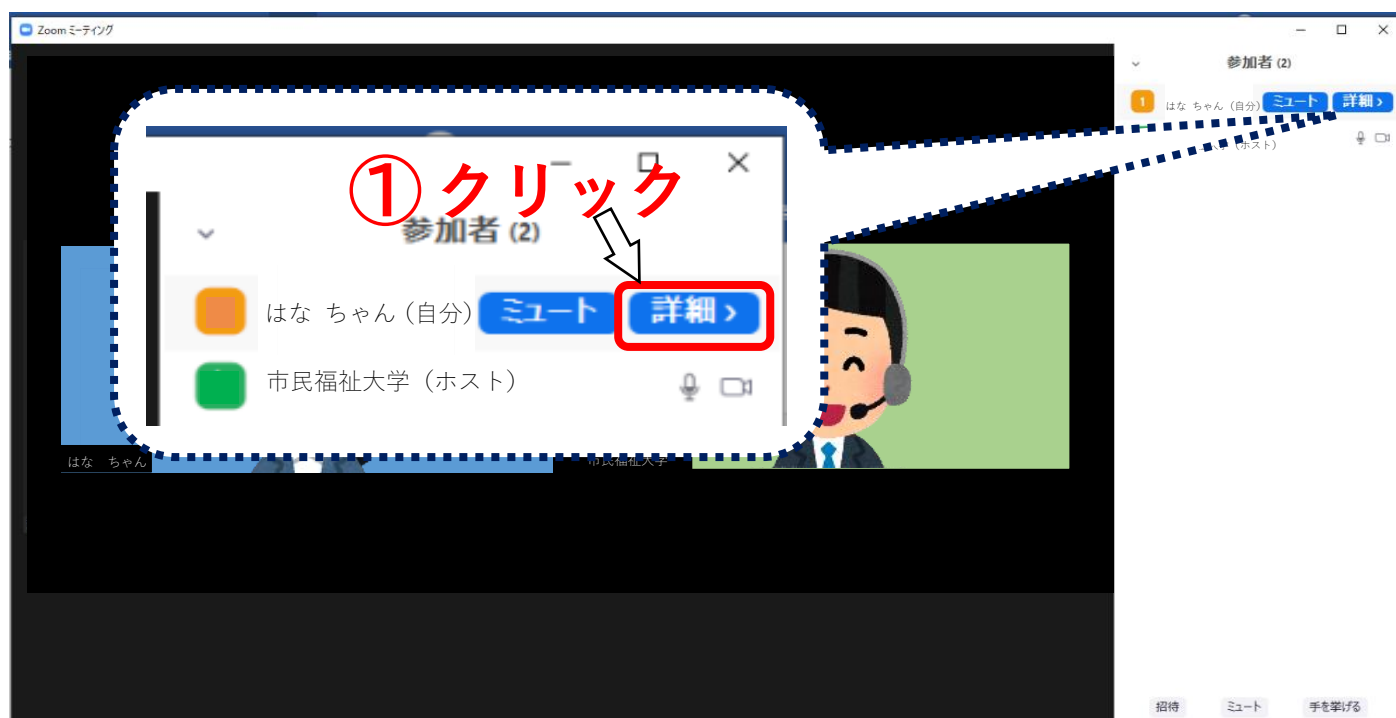 Zoom ミーティング
参加者 (2)
1 はな ちゃん (自分) ミュート 詳細 ›
(ホスト)
① クリック
参加者 (2)
はな ちゃん (自分) ミュート 詳細 ›
市民福祉大学 (ホスト)
はな ちゃん
市民福祉大学
招待 ミュート 手を挙げる